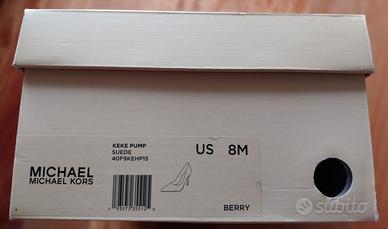 KEKE PUMP
SUEDE
40F9KEHP1S
US 8M
MICHAEL
MICHAEL KORS
BERRY
subito